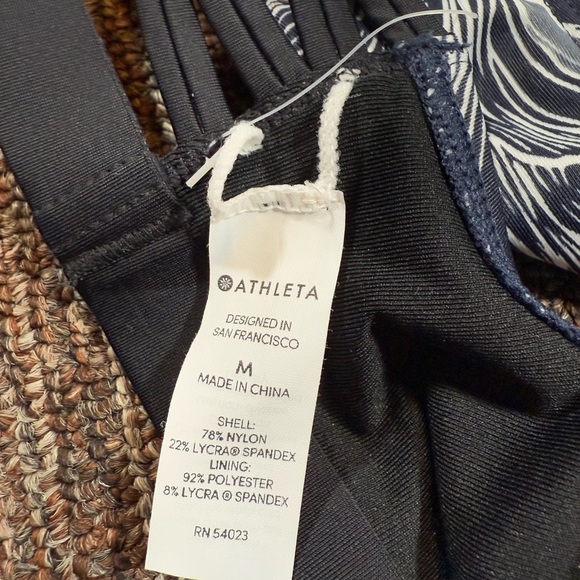 ATHLETA
DESIGNED IN
SAN FRANCISCO
M
MADE IN CHINA
SHELL:
78% NYLON
22% LYCRA® SPANDEX
LINING:
92% POLYESTER
8% LYCRA ® SPANDEX
RN 54023